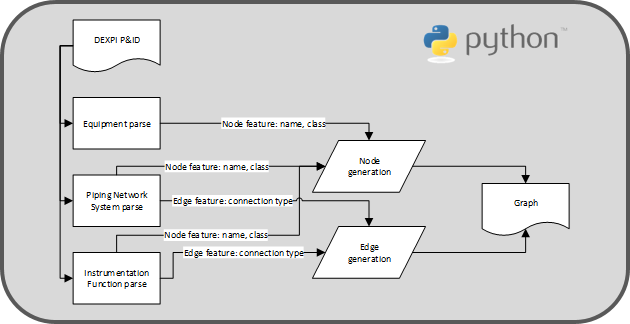 DEXPI P&ID
python™
Equipment parse
Node feature: name, class
Node
generation
Node feature: name, class
Piping Network
System parse
Edge feature: connection type
Graph
Node feature: name, class
Edge
generation
Edge feature: connection type
Instrumentation
Function parse